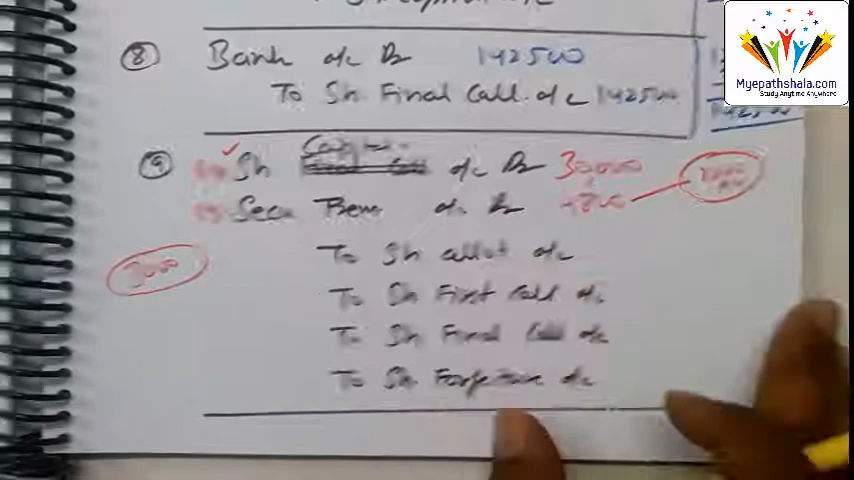 Myepathshala.com
Study Anytime Anywhere
8 Bank a/c Dr 142500
To Sh Final Call a/c 142500
9 Sh Capital a/c Dr 30000
Secu Prem a/c Dr
3000
To Sh allot a/c
To Sh First Call a/c
To Sh Final Call a/c
To Sh Forfeiture a/c